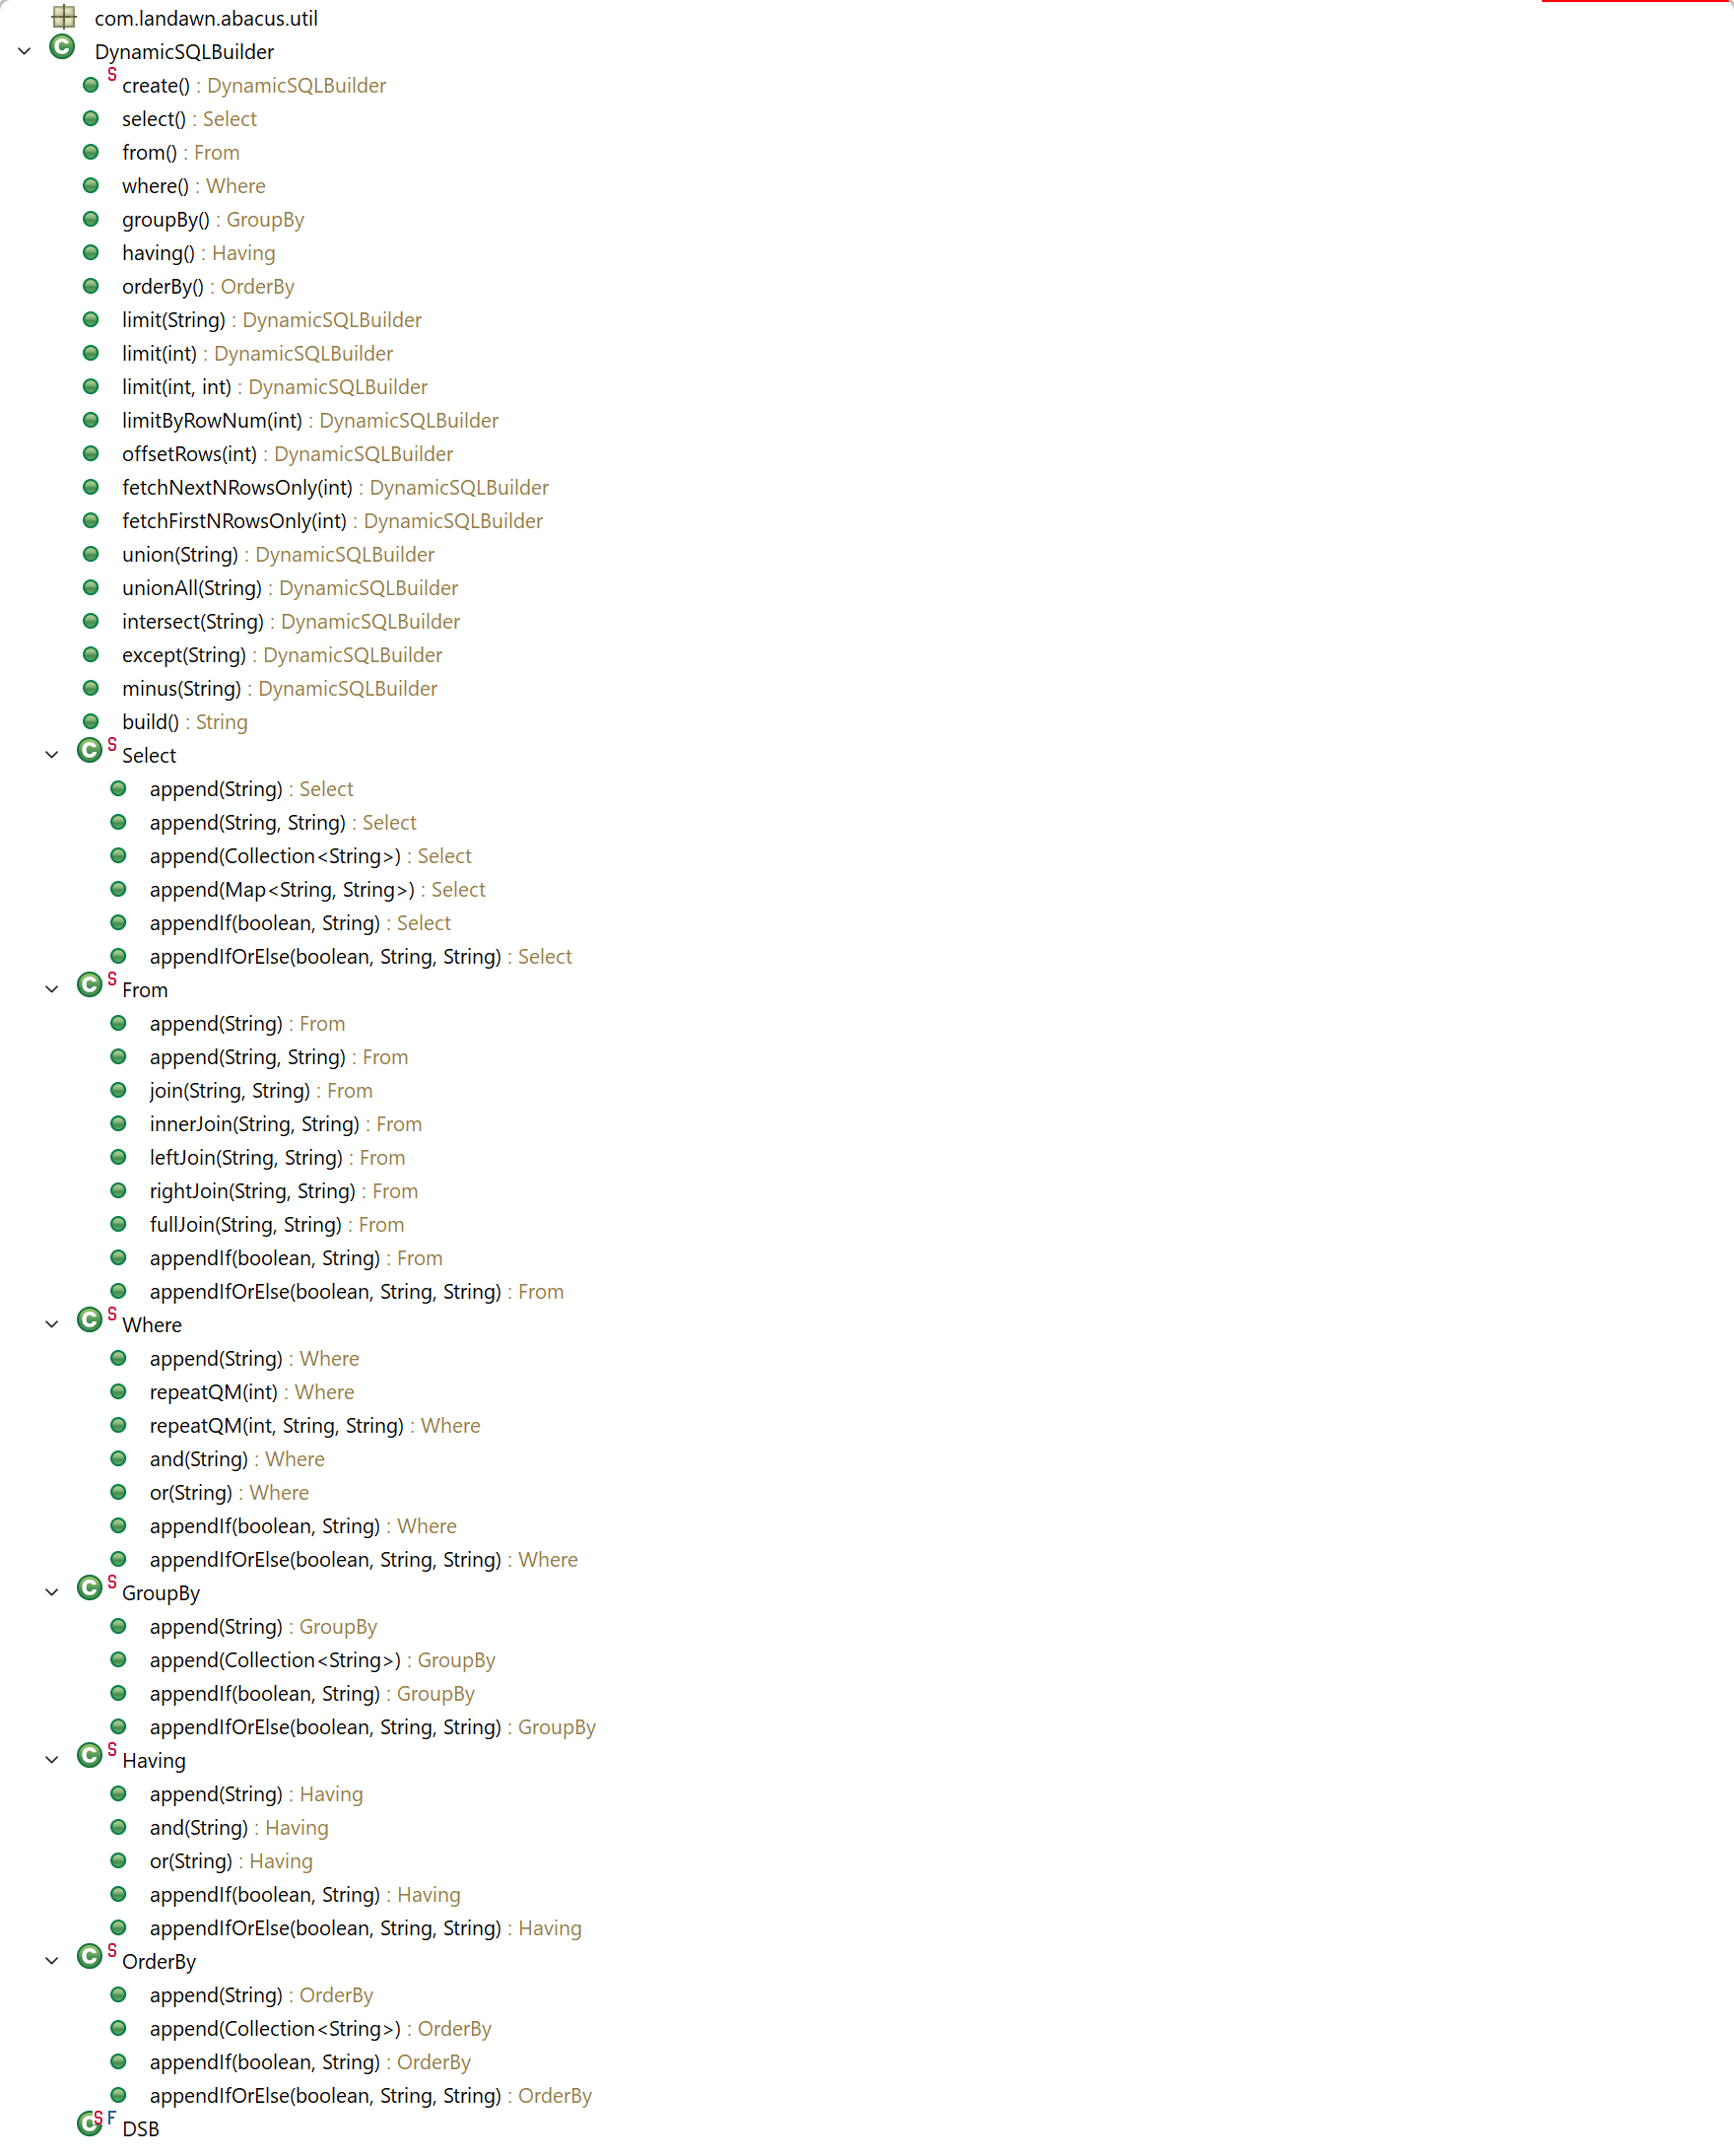 com.landawn.abacus.util
DynamicSQLBuilder
create() : DynamicSQLBuilder
select() : Select
from() : From
where() : Where
groupBy() : GroupBy
having() : Having
orderBy() : OrderBy
limit(String) : DynamicSQLBuilder
limit(int) : DynamicSQLBuilder
limit(int, int) : DynamicSQLBuilder
limitByRowNum(int) : DynamicSQLBuilder
offsetRows(int) : DynamicSQLBuilder
fetchNextNRowsOnly(int) : DynamicSQLBuilder
fetchFirstNRowsOnly(int) : DynamicSQLBuilder
union(String) : DynamicSQLBuilder
unionAll(String) : DynamicSQLBuilder
intersect(String) : DynamicSQLBuilder
except(String) : DynamicSQLBuilder
minus(String) : DynamicSQLBuilder
build() : String
Select
append(String) : Select
append(String, String) : Select
append(Collection<String>) : Select
append(Map<String, String>) : Select
appendIf(boolean, String) : Select
appendIfOrElse(boolean, String, String) : Select
From
append(String) : From
append(String, String) : From
join(String, String) : From
innerJoin(String, String) : From
leftJoin(String, String) : From
rightJoin(String, String) : From
fullJoin(String, String) : From
appendIf(boolean, String) : From
appendIfOrElse(boolean, String, String) : From
Where
append(String) : Where
repeatQM(int) : Where
repeatQM(int, String, String) : Where
and(String) : Where
or(String) : Where
appendIf(boolean, String) : Where
appendIfOrElse(boolean, String, String) : Where
GroupBy
append(String) : GroupBy
append(Collection<String>) : GroupBy
appendIf(boolean, String) : GroupBy
appendIfOrElse(boolean, String, String) : GroupBy
Having
append(String) : Having
and(String) : Having
or(String) : Having
appendIf(boolean, String) : Having
appendIfOrElse(boolean, String, String) : Having
OrderBy
append(String) : OrderBy
append(Collection<String>) : OrderBy
appendIf(boolean, String) : OrderBy
appendIfOrElse(boolean, String, String) : OrderBy
DSB